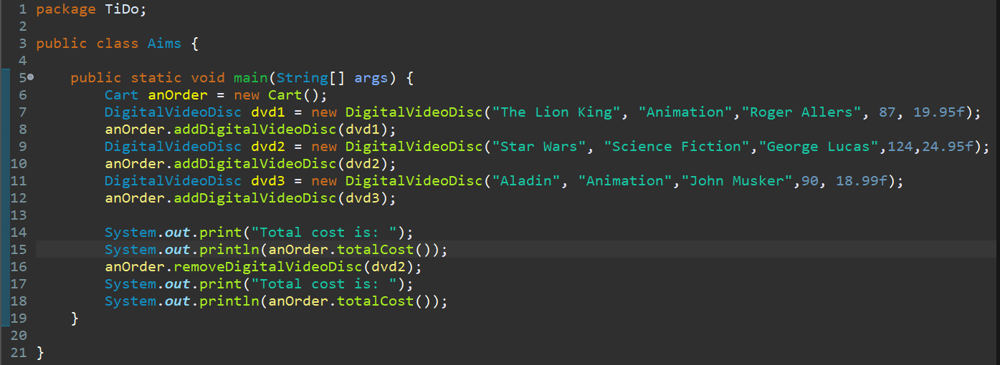 1 package TiDo;
2
3 public class Aims {
4
5     public static void main(String[] args) {
6         Cart anOrder = new Cart();
7         DigitalVideoDisc dvd1 = new DigitalVideoDisc("The Lion King", "Animation","Roger Allers", 87, 19.95f);
8         anOrder.addDigitalVideoDisc(dvd1);
9         DigitalVideoDisc dvd2 = new DigitalVideoDisc("Star Wars", "Science Fiction","George Lucas",124,24.95f);
10         anOrder.addDigitalVideoDisc(dvd2);
11         DigitalVideoDisc dvd3 = new DigitalVideoDisc("Aladin", "Animation","John Musker",90, 18.99f);
12         anOrder.addDigitalVideoDisc(dvd3);
13
14         System.out.print("Total cost is: ");
15         System.out.println(anOrder.totalCost());
16         anOrder.removeDigitalVideoDisc(dvd2);
17         System.out.print("Total cost is: ");
18         System.out.println(anOrder.totalCost());
19     }
20
21 }